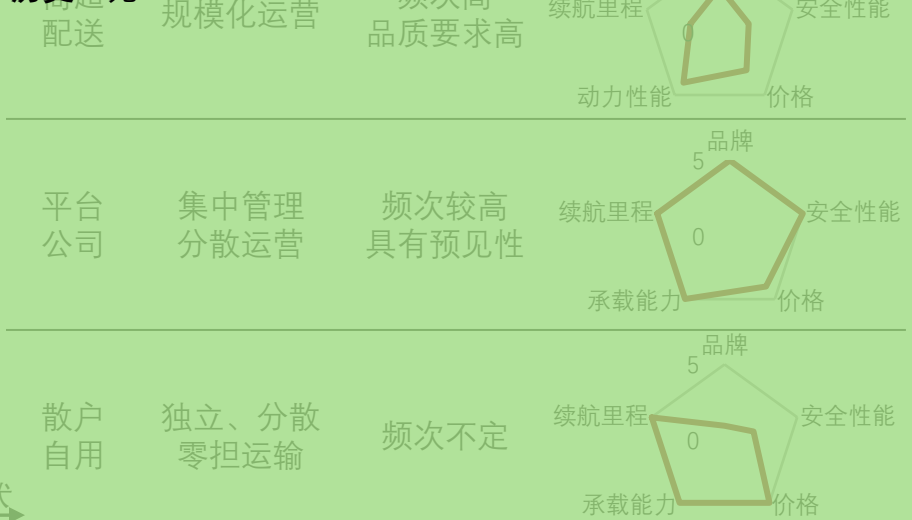 商超
配送
规模化运营
频次高
品质要求高
续航里程
安全性能
0
动力性能
价格
平台
公司
集中管理
分散运营
频次较高
具有预见性
品牌
5
续航里程
安全性能
0
承载能力
价格
散户
自用
独立、分散
零担运输
频次不定
品牌
5
续航里程
安全性能
0
承载能力
价格